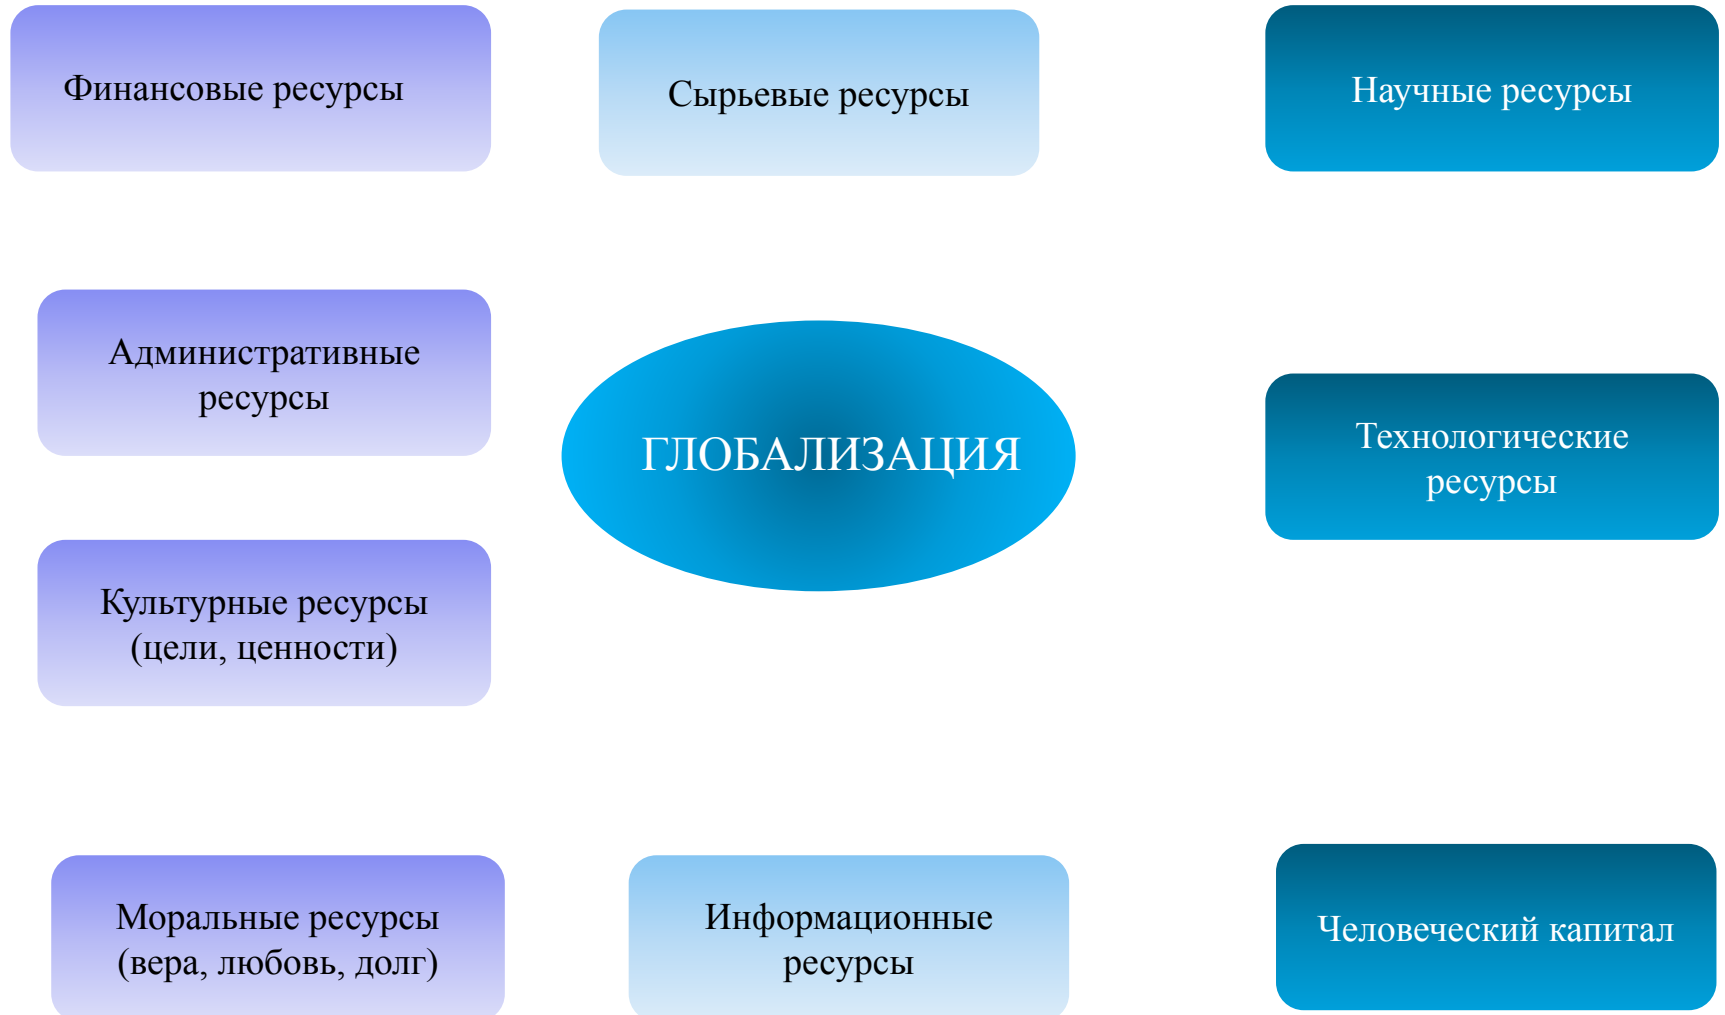 Финансовые ресурсы
Сырьевые ресурсы
Научные ресурсы
Административные
ресурсы
ГЛОБАЛИЗАЦИЯ
Технологические
ресурсы
Культурные ресурсы
(цели, ценности)
Моральные ресурсы
(вера, любовь, долг)
Информационные
ресурсы
Человеческий капитал